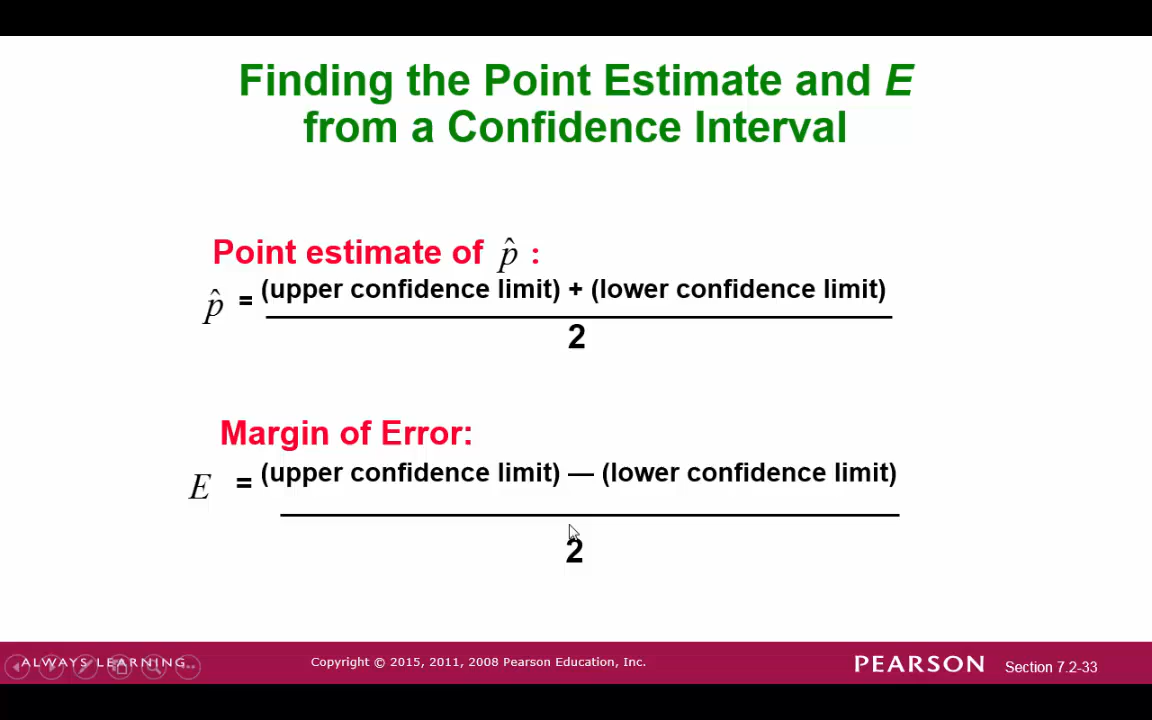 Finding the Point Estimate and E
from a Confidence Interval
Point estimate of p̂ :
p̂ = (upper confidence limit) + (lower confidence limit)
2
Margin of Error:
E = (upper confidence limit) — (lower confidence limit)
2
ALWAYS LEARNING
Copyright © 2015, 2011, 2008 Pearson Education, Inc.
PEARSON
Section 7.2-33